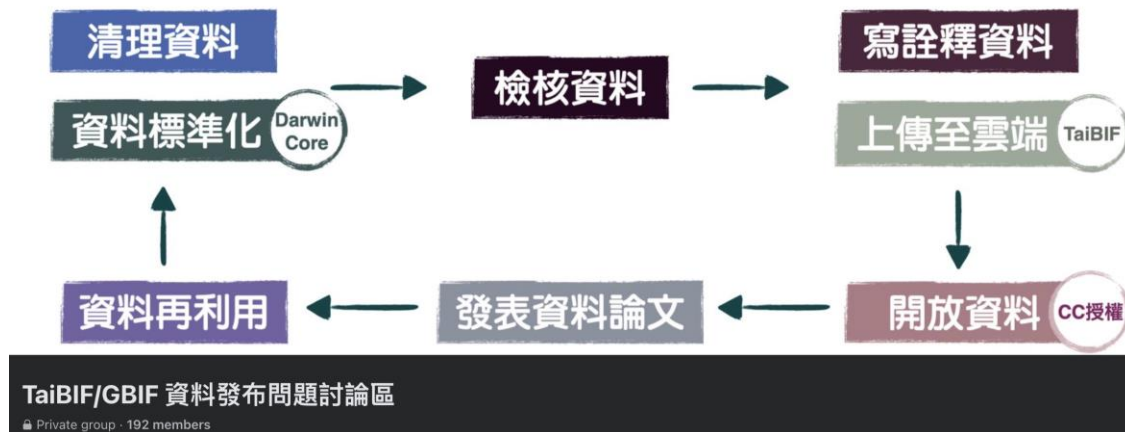 清理資料
資料標準化
Darwin
Core
檢核資料
寫詮釋資料
上傳至雲端
TaiBIF
開放資料
CC授權
發表資料論文
資料再利用
TaiBIF/GBIF 資料發布問題討論區
Private group · 192 members